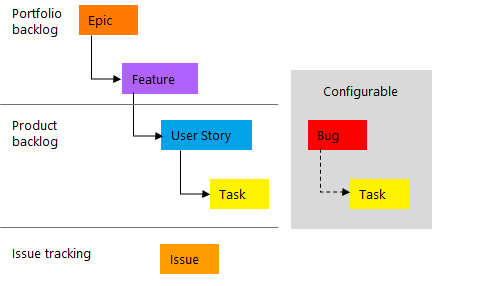 Portfolio
backlog
Epic
Feature
Configurable
Product
backlog
User Story
Bug
Task
Task
Issue tracking
Issue